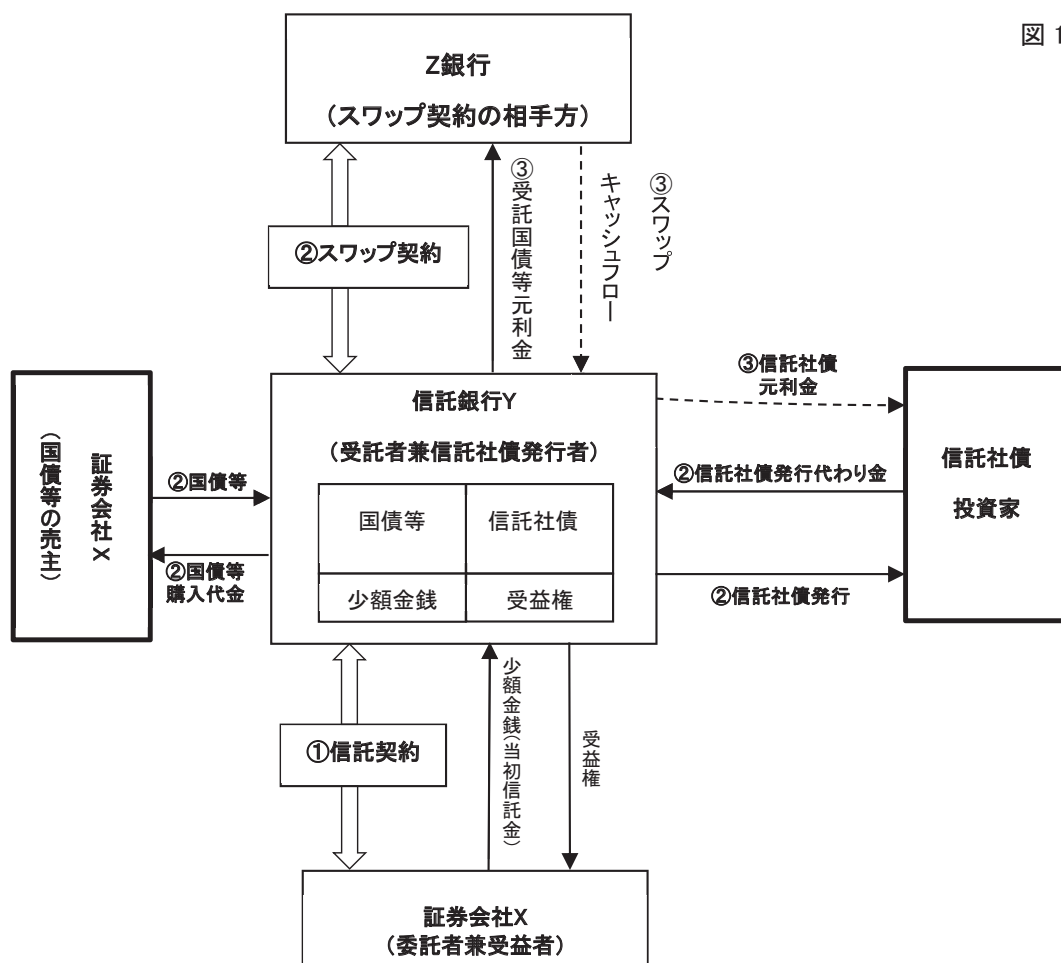 図 1
Z銀行
(スワップ契約の相手方)
②スワップ契約
③受託国債等元利金
③スワップ
キャッシュフロー
証券会社X
(国債等の売主)
②国債等
②国債等
購入代金
信託銀行Y
(受託者兼信託社債発行者)
国債等
信託社債
少額金銭
受益権
③信託社債
元利金
②信託社債発行代わり金
②信託社債発行
信託社債
投資家
①信託契約
少額金銭(当初信託金)
受益権
証券会社X
(委託者兼受益者)